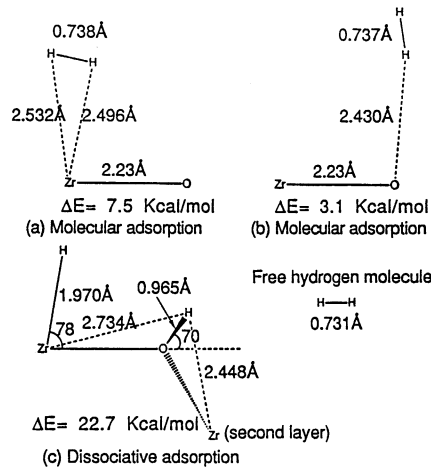 0.738Å
H H
2.532Å 2.496Å
2.23Å
Zr O
ΔE= 7.5 Kcal/mol
(a) Molecular adsorption
0.737Å
H
H
2.430Å
2.23Å
Zr O
ΔE= 3.1 Kcal/mol
(b) Molecular adsorption
H
0.965Å
1.970Å
H
2.734Å
78
70
Zr O
2.448Å
ΔE= 22.7 Kcal/mol
Zr (second layer)
(c) Dissociative adsorption
Free hydrogen molecule
H H
0.731Å